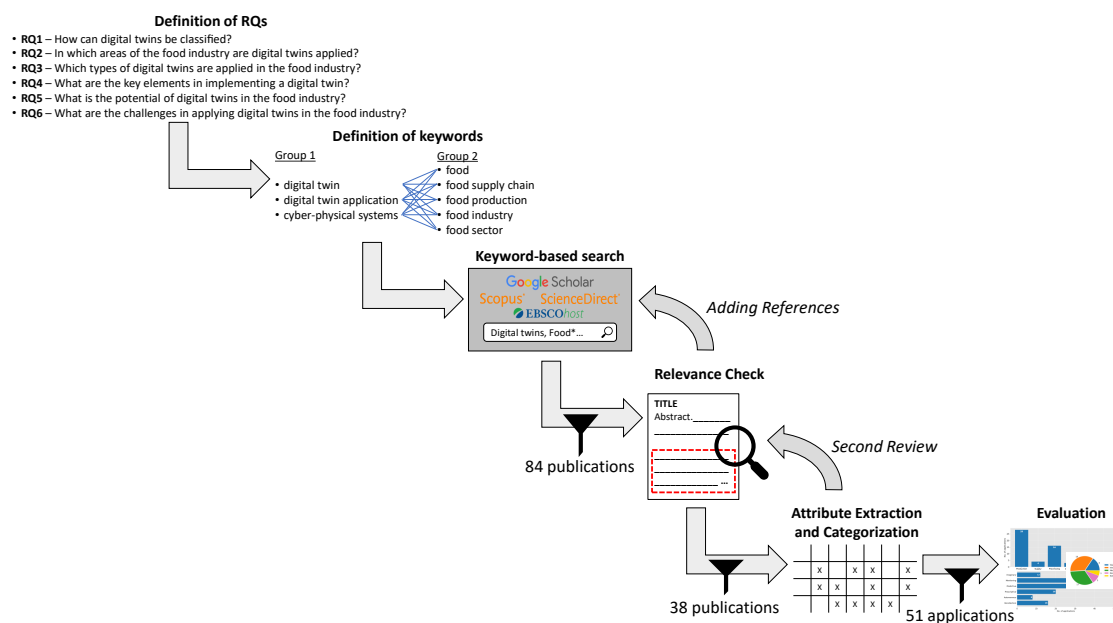 Definition of RQs
• RQ1 – How can digital twins be classified?
• RQ2 – In which areas of the food industry are digital twins applied?
• RQ3 – Which types of digital twins are applied in the food industry?
• RQ4 – What are the key elements in implementing a digital twin?
• RQ5 – What is the potential of digital twins in the food industry?
• RQ6 – What are the challenges in applying digital twins in the food industry?
Definition of keywords
Group 1
• digital twin
• digital twin application
• cyber-physical systems
Group 2
• food
• food supply chain
• food production
• food industry
• food sector
Keyword-based search
Google Scholar
Scopus ScienceDirect
EBSCOhost
Digital twins, Food*...
Adding References
84 publications
Relevance Check
TITLE
Abstract.
...
Second Review
38 publications
Attribute Extraction
and Categorization
x x x x
x x x x x
x x x x
51 applications
Evaluation